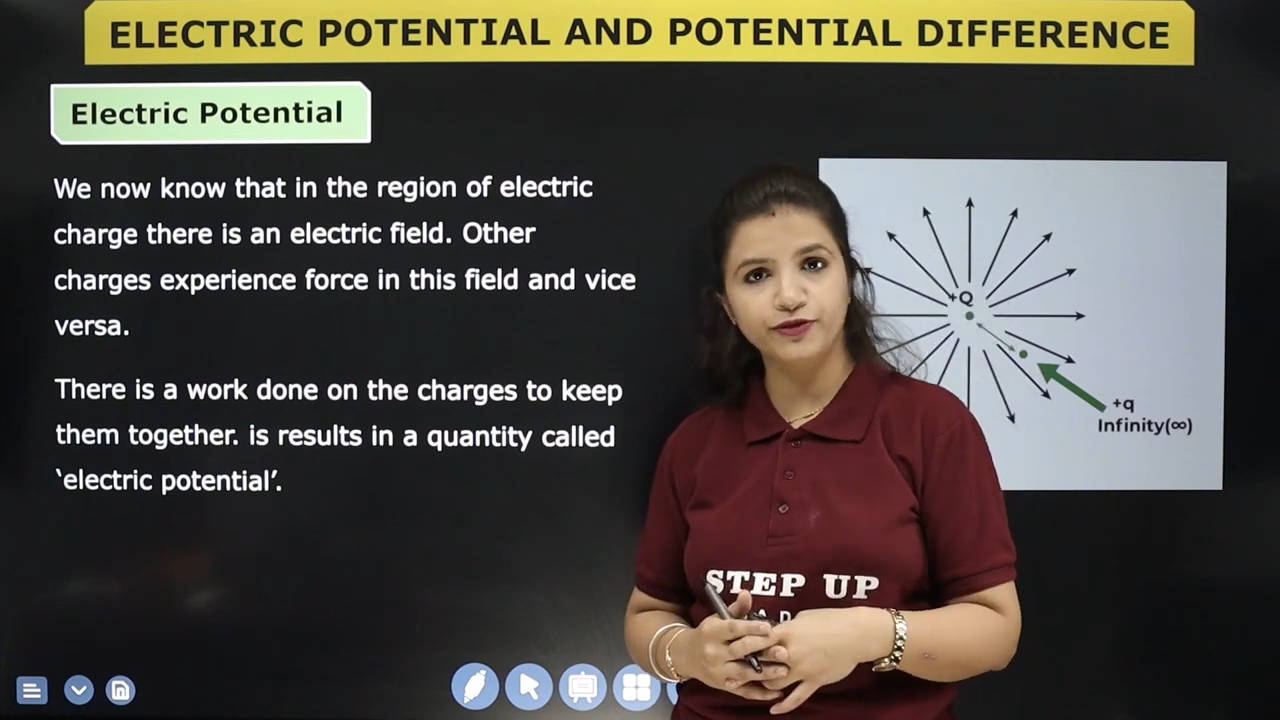 ELECTRIC POTENTIAL AND POTENTIAL DIFFERENCE
Electric Potential
We now know that in the region of electric
charge there is an electric field. Other
charges experience force in this field and vice
versa.
There is a work done on the charges to keep
them together. is results in a quantity called
‘electric potential’.
+Q
+q
Infinity(∞)
STEP UP